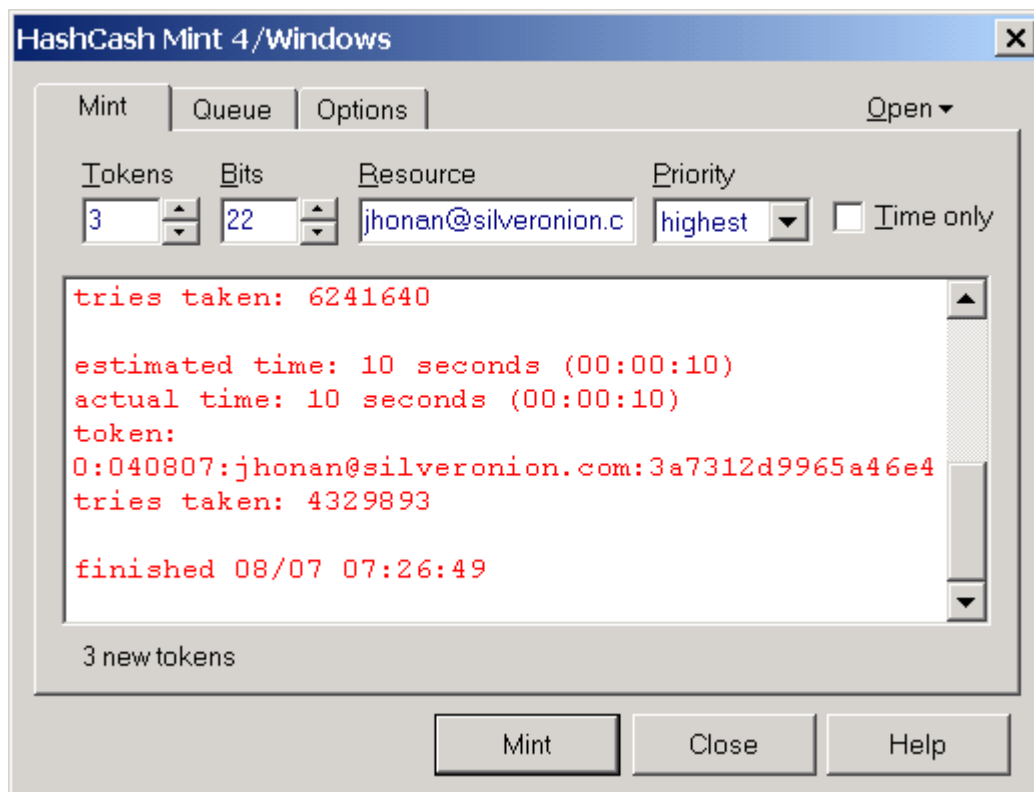 HashCash Mint 4/Windows
Mint Queue Options Open
Tokens Bits Resource Priority
3 22 jhonan@silveronion.c highest Time only
tries taken: 6241640
estimated time: 10 seconds (00:00:10)
actual time: 10 seconds (00:00:10)
token:
0:040807:jhonan@silveronion.com:3a7312d9965a46e4
tries taken: 4329893
finished 08/07 07:26:49
3 new tokens
Mint Close Help